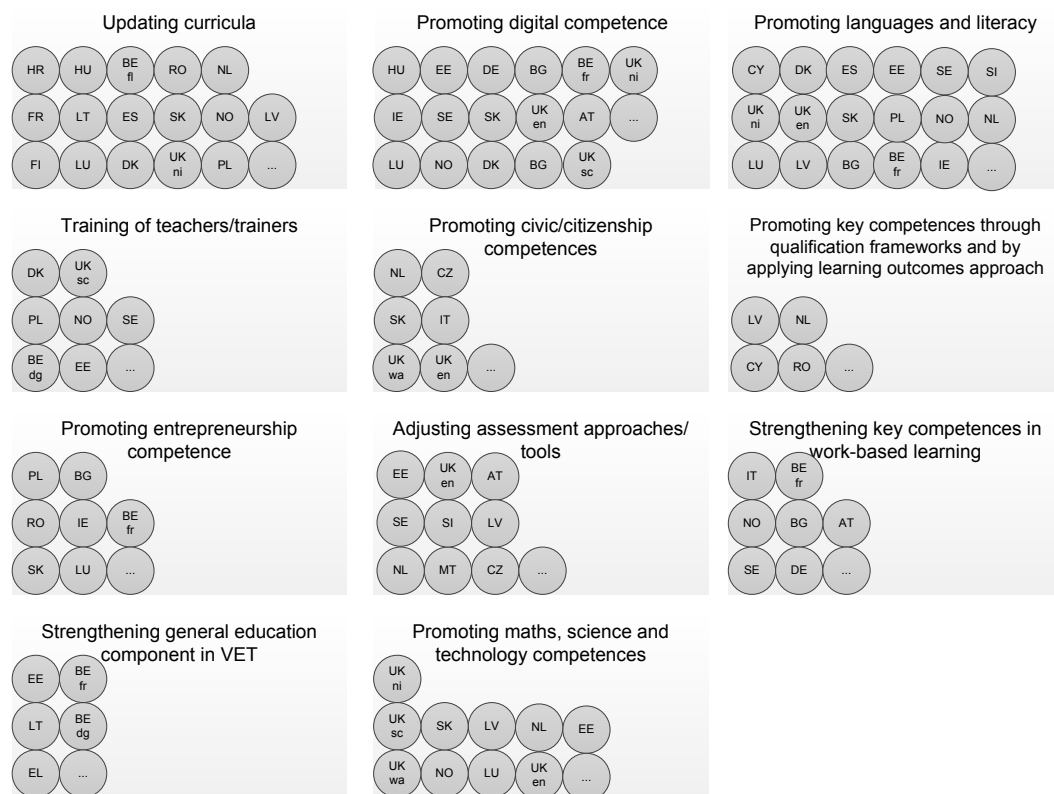 Updating curricula
HR HU BE fl RO NL
FR LT ES SK NO LV
FI LU DK UK ni PL ...
Promoting digital competence
HU EE DE BG BE fr UK ni
IE SE SK UK en AT ...
LU NO DK BG UK sc
Promoting languages and literacy
CY DK ES EE SE SI
UK ni UK en SK PL NO NL
LU LV BG BE fr IE ...
Training of teachers/trainers
DK UK sc
PL NO SE
BE dg EE ...
Promoting civic/citizenship
competences
NL CZ
SK IT
UK wa UK en ...
Promoting key competences through
qualification frameworks and by
applying learning outcomes approach
LV NL
CY RO ...
Promoting entrepreneurship
competence
PL BG
RO IE BE fr
SK LU ...
Adjusting assessment approaches/
tools
EE UK en AT
SE SI LV
NL MT CZ ...
Strengthening key competences in
work-based learning
IT BE fr
NO BG AT
SE DE ...
Strengthening general education
component in VET
EE BE fr
LT BE dg
EL ...
Promoting maths, science and
technology competences
UK ni
UK sc SK LV NL EE
UK wa NO LU UK en ...